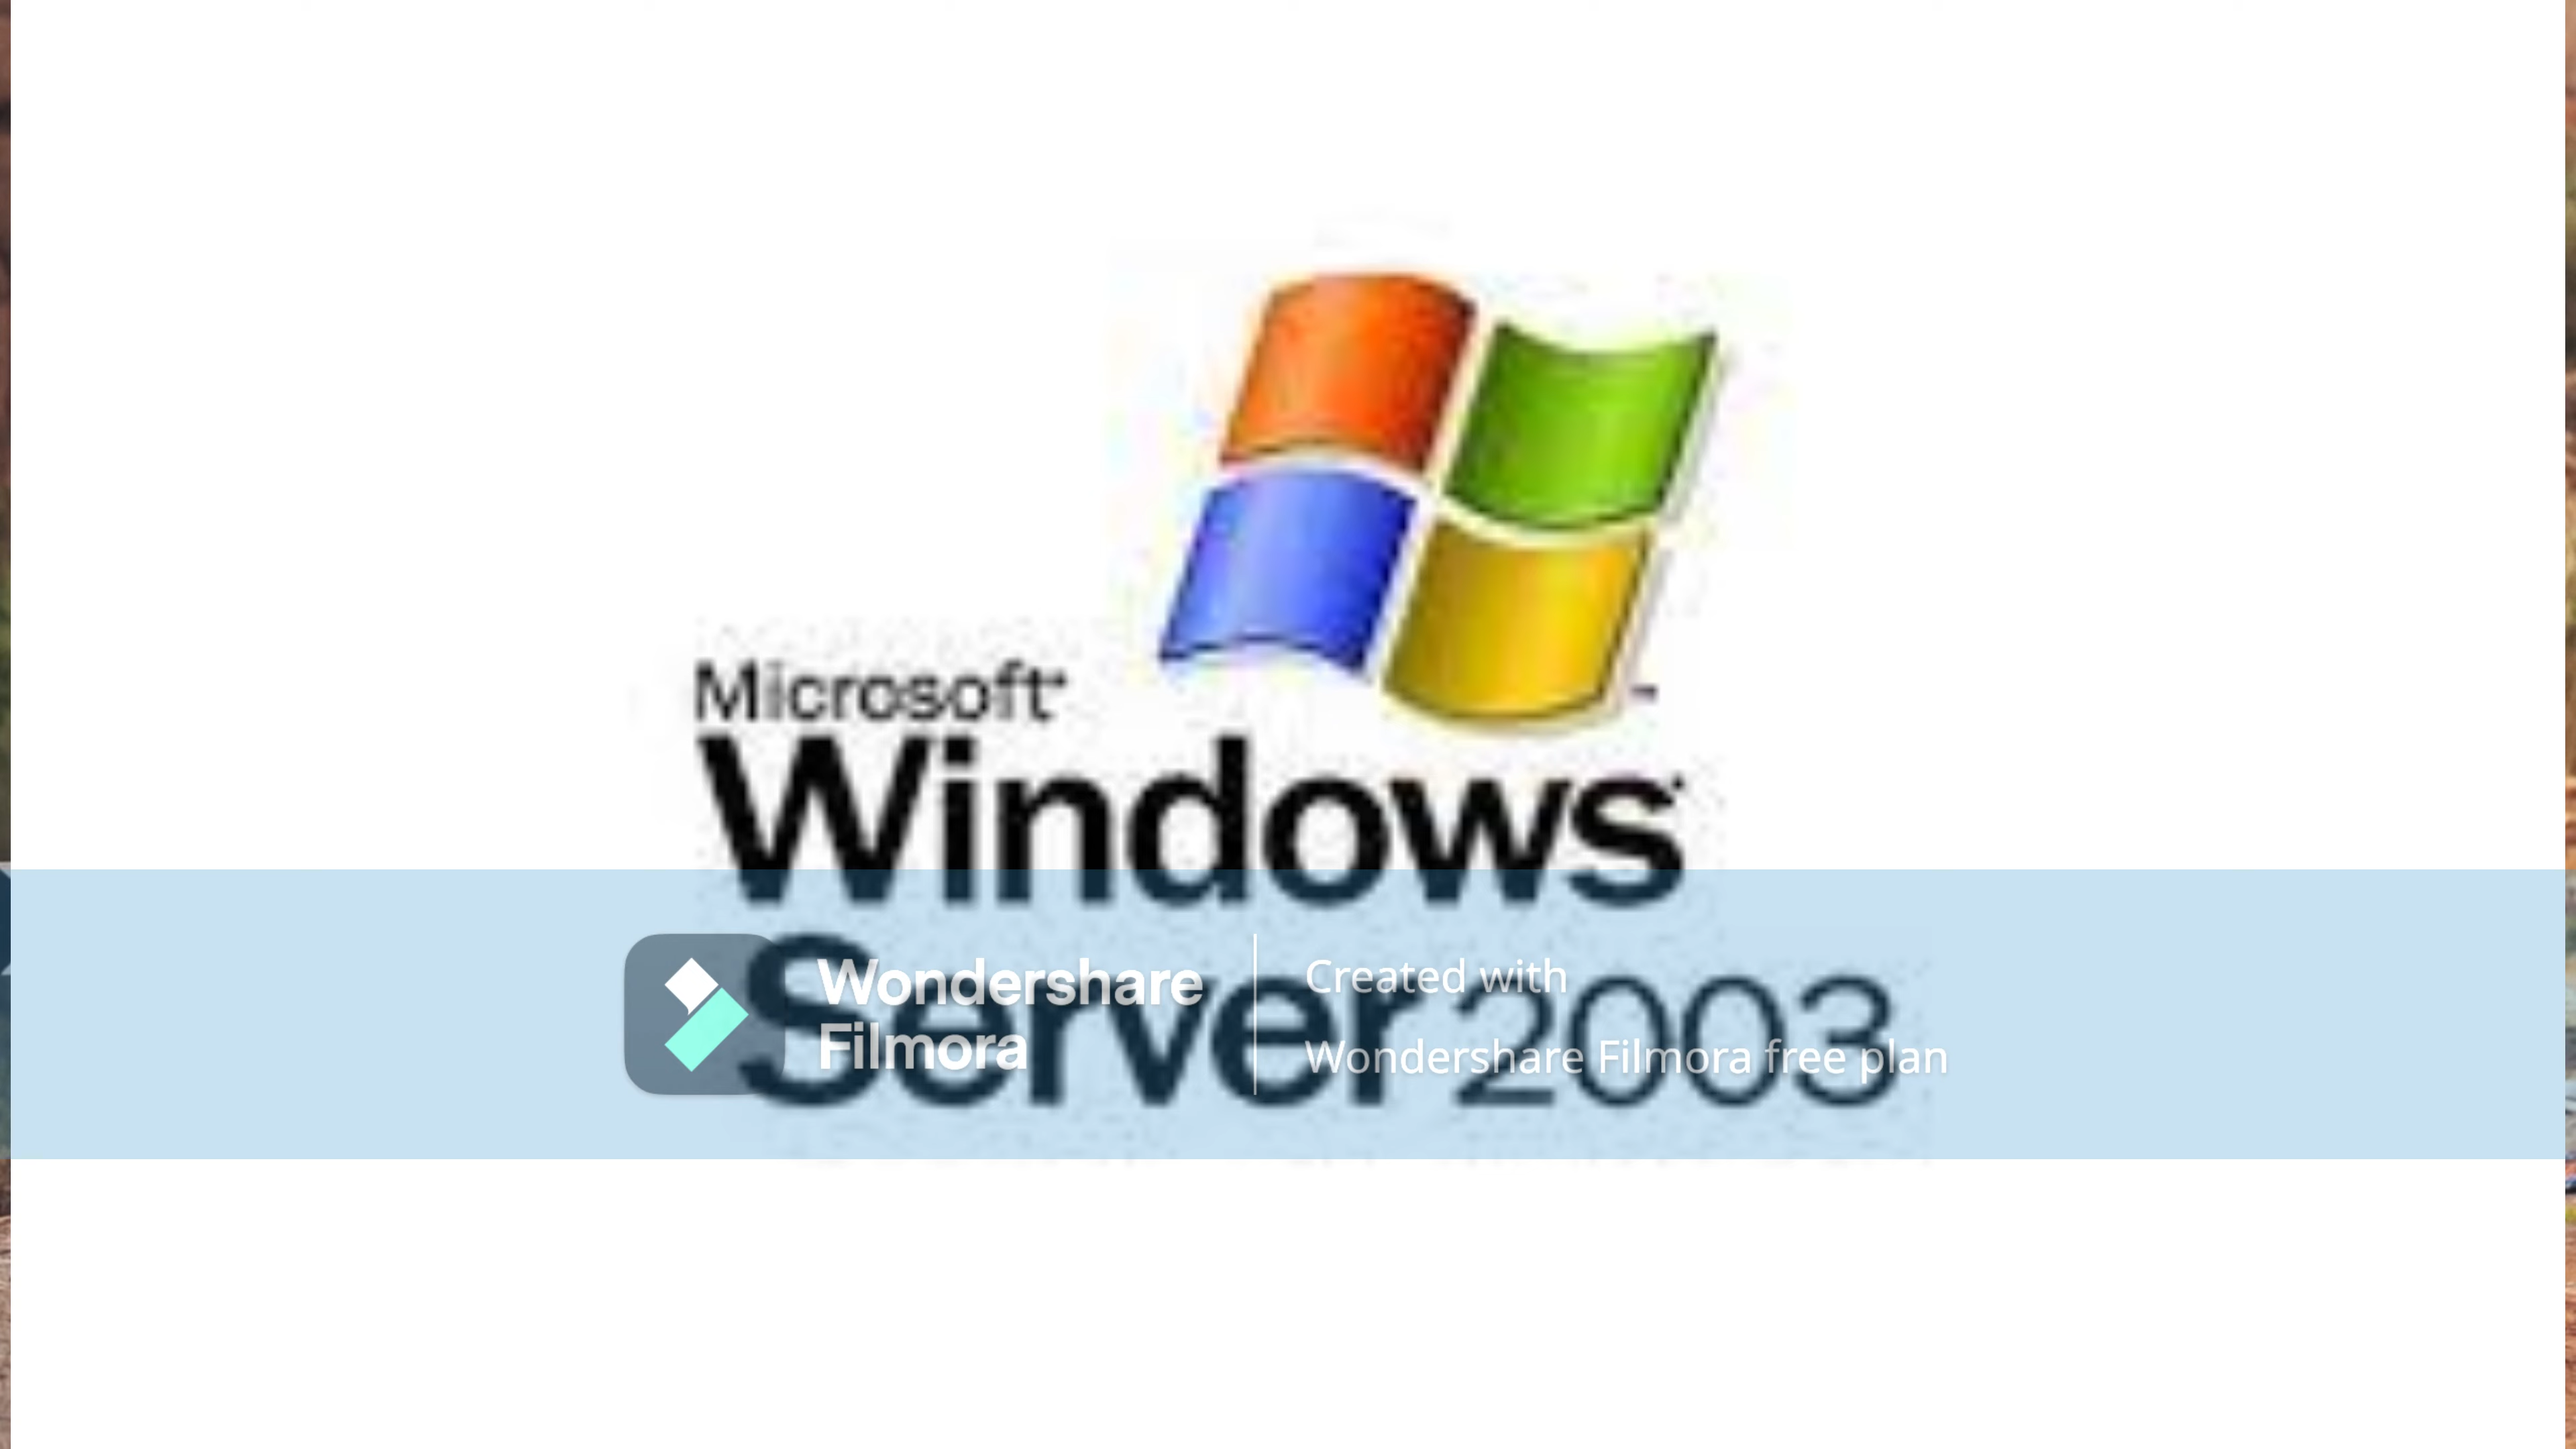 Microsoft
Windows
Server 2003
Wondershare
Filmora
Created with
Wondershare Filmora free plan